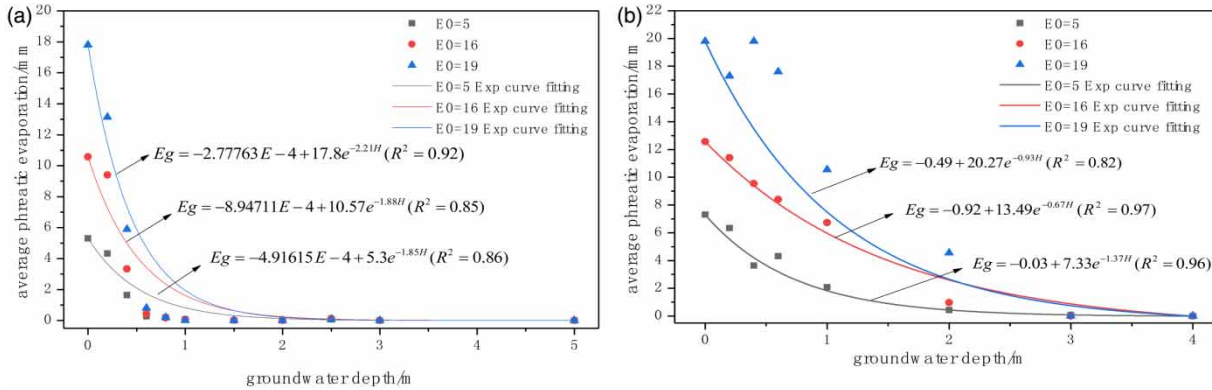 (a)
average phreatic evaporation/mm
20
18
16
14
12
10
8
6
4
2
0
E0=5
E0=16
E0=19
E0=5 Exp curve fitting
E0=16 Exp curve fitting
E0=19 Exp curve fitting
Eg = −2.77763E − 4 + 17.8e^{-2.21H} (R² = 0.92)
Eg = −8.94711E − 4 + 10.57e^{-1.88H} (R² = 0.85)
Eg = −4.91615E − 4 + 5.3e^{-1.85H} (R² = 0.86)
0 1 2 3 4 5
groundwater depth/m
(b)
average phreatic evaporation/mm
22
20
18
16
14
12
10
8
6
4
2
0
E0=5
E0=16
E0=19
E0=5 Exp curve fitting
E0=16 Exp curve fitting
E0=19 Exp curve fitting
Eg = −0.49 + 20.27e^{-0.93H} (R² = 0.82)
Eg = −0.92 + 13.49e^{-0.67H} (R² = 0.97)
Eg = −0.03 + 7.33e^{-1.37H} (R² = 0.96)
0 1 2 3 4
groundwater depth/m